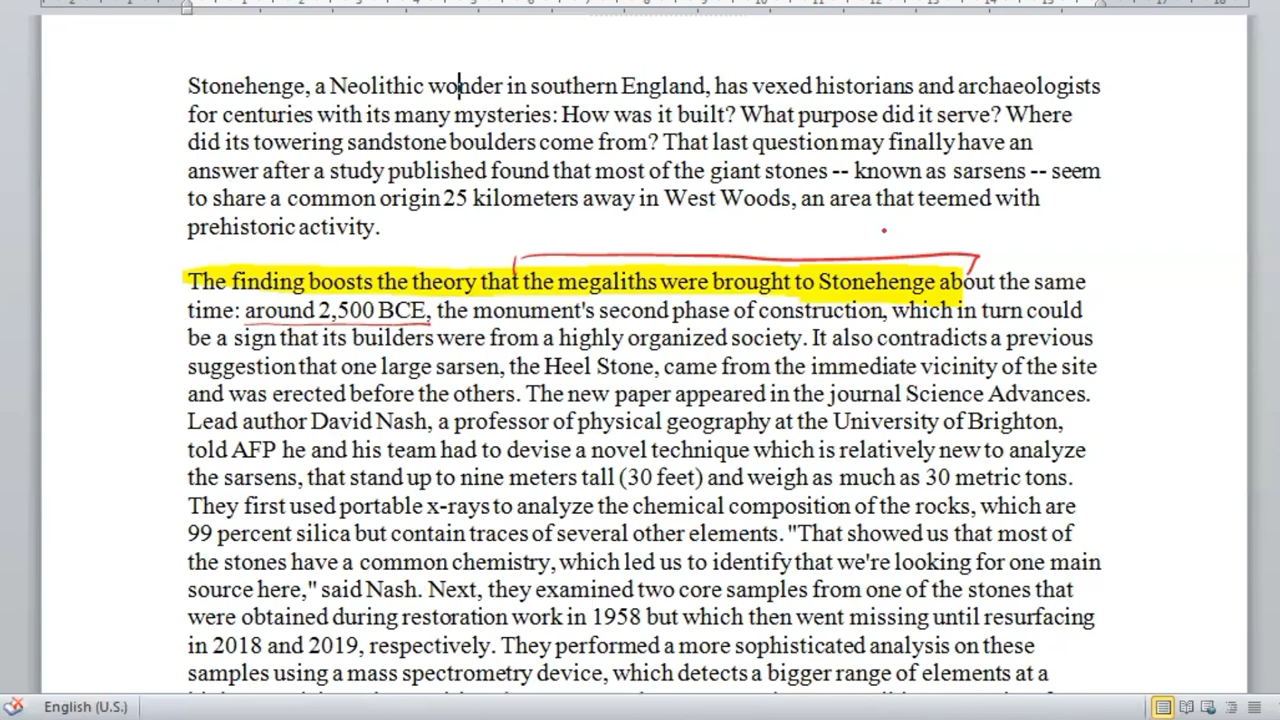 Stonehenge, a Neolithic wonder in southern England, has vexed historians and archaeologists
for centuries with its many mysteries: How was it built? What purpose did it serve? Where
did its towering sandstone boulders come from? That last question may finally have an
answer after a study published found that most of the giant stones -- known as sarsens -- seem
to share a common origin 25 kilometers away in West Woods, an area that teemed with
prehistoric activity.
The finding boosts the theory that the megaliths were brought to Stonehenge about the same
time: around 2,500 BCE, the monument's second phase of construction, which in turn could
be a sign that its builders were from a highly organized society. It also contradicts a previous
suggestion that one large sarsen, the Heel Stone, came from the immediate vicinity of the site
and was erected before the others. The new paper appeared in the journal Science Advances.
Lead author David Nash, a professor of physical geography at the University of Brighton,
told AFP he and his team had to devise a novel technique which is relatively new to analyze
the sarsens, that stand up to nine meters tall (30 feet) and weigh as much as 30 metric tons.
They first used portable x-rays to analyze the chemical composition of the rocks, which are
99 percent silica but contain traces of several other elements. "That showed us that most of
the stones have a common chemistry, which led us to identify that we're looking for one main
source here," said Nash. Next, they examined two core samples from one of the stones that
were obtained during restoration work in 1958 but which then went missing until resurfacing
in 2018 and 2019, respectively. They performed a more sophisticated analysis on these
samples using a mass spectrometry device, which detects a bigger range of elements at a
English (U.S.)